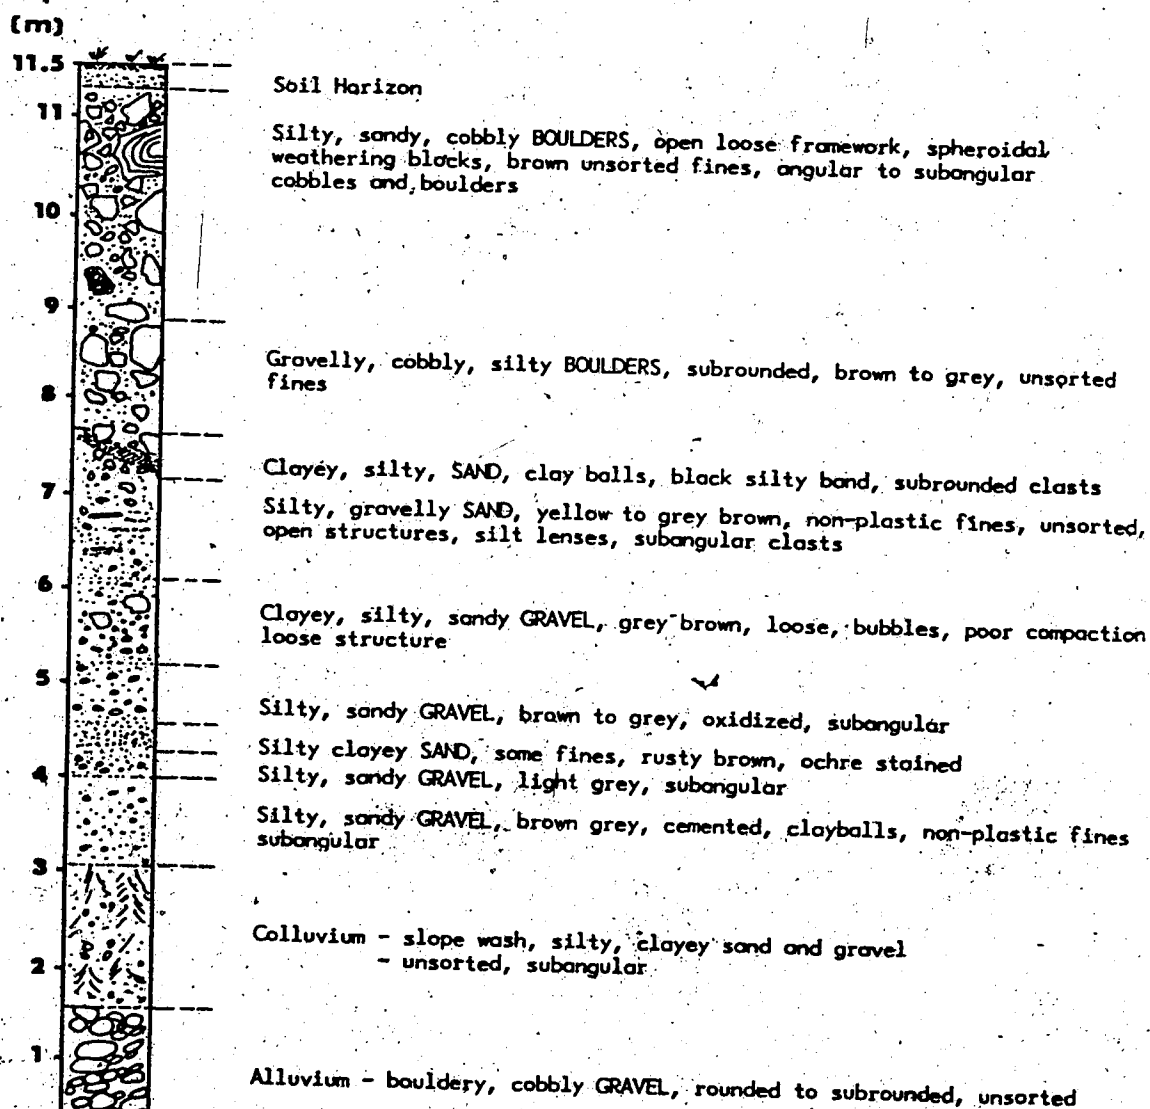 (m)
11.5
Soil Horizon
11
Silty, sandy, cobbly BOULDERS, open loose framework, spheroidal
weathering blocks, brown unsorted fines, angular to subangular
cobbles and boulders
10
9
Gravelly, cobbly, silty BOULDERS, subrounded, brown to grey, unsorted
fines
8
Clayey, silty, SAND, clay balls, black silty band, subrounded clasts
7
Silty, gravelly SAND, yellow to grey brown, non-plastic fines, unsorted,
open structures, silt lenses, subangular clasts
6
Clayey, silty, sandy GRAVEL, grey brown, loose, bubbles, poor compaction
loose structure
5
Silty, sandy GRAVEL, brown to grey, oxidized, subangular
Silty clayey SAND, some fines, rusty brown, ochre stained
4
Silty, sandy GRAVEL, light grey, subangular
Silty, sandy GRAVEL, brown grey, cemented, clayballs, non-plastic fines
subangular
3
Colluvium - slope wash, silty, clayey sand and gravel
- unsorted, subangular
2
1
Alluvium - bouldery, cobbly GRAVEL, rounded to subrounded, unsorted